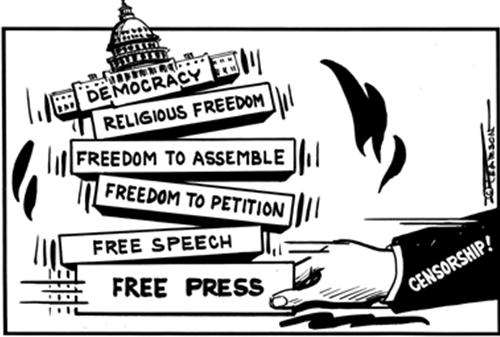 DEMOCRACY
RELIGIOUS FREEDOM
FREEDOM TO ASSEMBLE
FREEDOM TO PETITION
FREE SPEECH
FREE PRESS
CENSORSHIP!